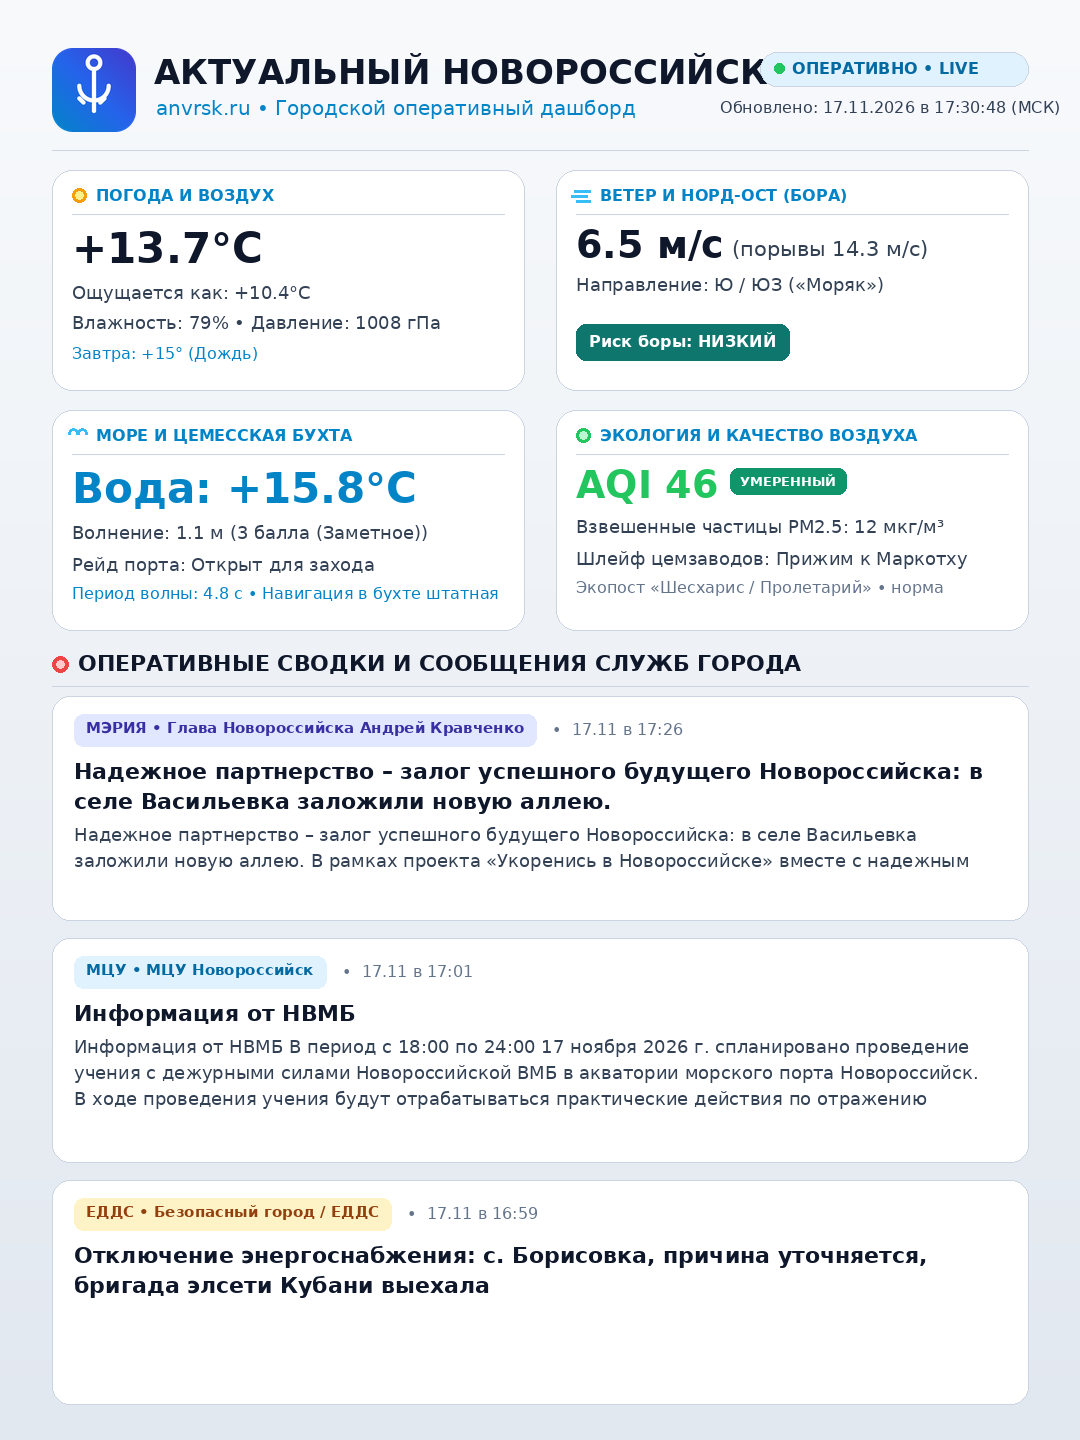 АКТУАЛЬНЫЙ НОВОРОССИЙСК
ОПЕРАТИВНО • LIVE
anvrsk.ru • Городской оперативный дашборд
Обновлено: 17.11.2026 в 17:30:48 (МСК)
ПОГОДА И ВОЗДУХ
+13.7°C
Ощущается как: +10.4°C
Влажность: 79% • Давление: 1008 гПа
Завтра: +15° (Дождь)
ВЕТЕР И НОРД-ОСТ (БОРА)
6.5 м/с (порывы 14.3 м/с)
Направление: Ю / ЮЗ («Моряк»)
Риск боры: НИЗКИЙ
МОРЕ И ЦЕМЕССКАЯ БУХТА
Вода: +15.8°C
Волнение: 1.1 м (3 балла (Заметное))
Рейд порта: Открыт для захода
Период волны: 4.8 с • Навигация в бухте штатная
ЭКОЛОГИЯ И КАЧЕСТВО ВОЗДУХА
AQI 46 УМЕРЕННЫЙ
Взвешенные частицы PM2.5: 12 мкг/м³
Шлейф цемзаводов: Прижим к Маркотху
Экопост «Шесхарис / Пролетарий» • норма
ОПЕРАТИВНЫЕ СВОДКИ И СООБЩЕНИЯ СЛУЖБ ГОРОДА
МЭРИЯ • Глава Новороссийска Андрей Кравченко • 17.11 в 17:26
Надежное партнерство – залог успешного будущего Новороссийска: в
селе Васильевка заложили новую аллею.
Надежное партнерство – залог успешного будущего Новороссийска: в селе Васильевка
заложили новую аллею. В рамках проекта «Укоренись в Новороссийске» вместе с надежным
МЦУ • МЦУ Новороссийск • 17.11 в 17:01
Информация от НВМБ
Информация от НВМБ В период с 18:00 по 24:00 17 ноября 2026 г. спланировано проведение
учения с дежурными силами Новороссийской ВМБ в акватории морского порта Новороссийск.
В ходе проведения учения будут отрабатываться практические действия по отражению
ЕДДС • Безопасный город / ЕДДС • 17.11 в 16:59
Отключение энергоснабжения: с. Борисовка, причина уточняется,
бригада элсети Кубани выехала